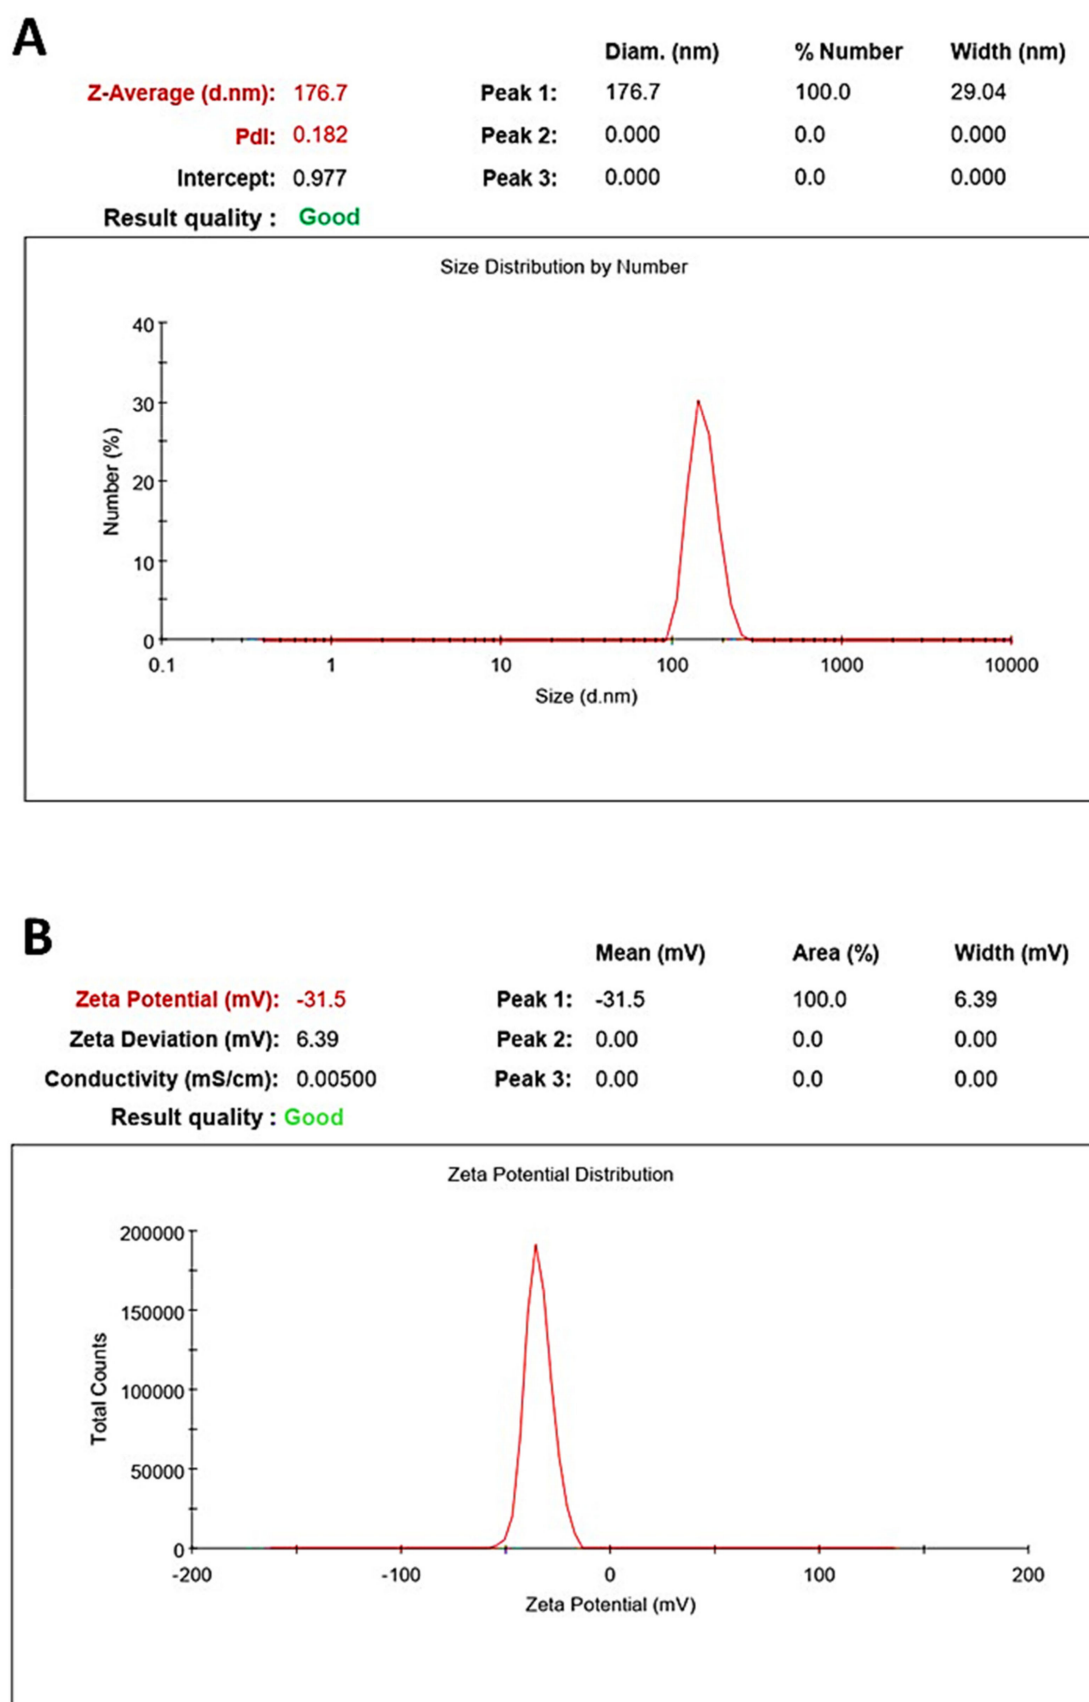 A
Diam. (nm) % Number Width (nm)
Z-Average (d.nm): 176.7 Peak 1: 176.7 100.0 29.04
PdI: 0.182 Peak 2: 0.000 0.0 0.000
Intercept: 0.977 Peak 3: 0.000 0.0 0.000
Result quality : Good
Size Distribution by Number
40
30
20
10
0
Number (%)
0.1 1 10 100 1000 10000
Size (d.nm)
B
Mean (mV) Area (%) Width (mV)
Zeta Potential (mV): -31.5 Peak 1: -31.5 100.0 6.39
Zeta Deviation (mV): 6.39 Peak 2: 0.00 0.0 0.00
Conductivity (mS/cm): 0.00500 Peak 3: 0.00 0.0 0.00
Result quality : Good
Zeta Potential Distribution
200000
150000
100000
50000
0
Total Counts
-200 -100 0 100 200
Zeta Potential (mV)